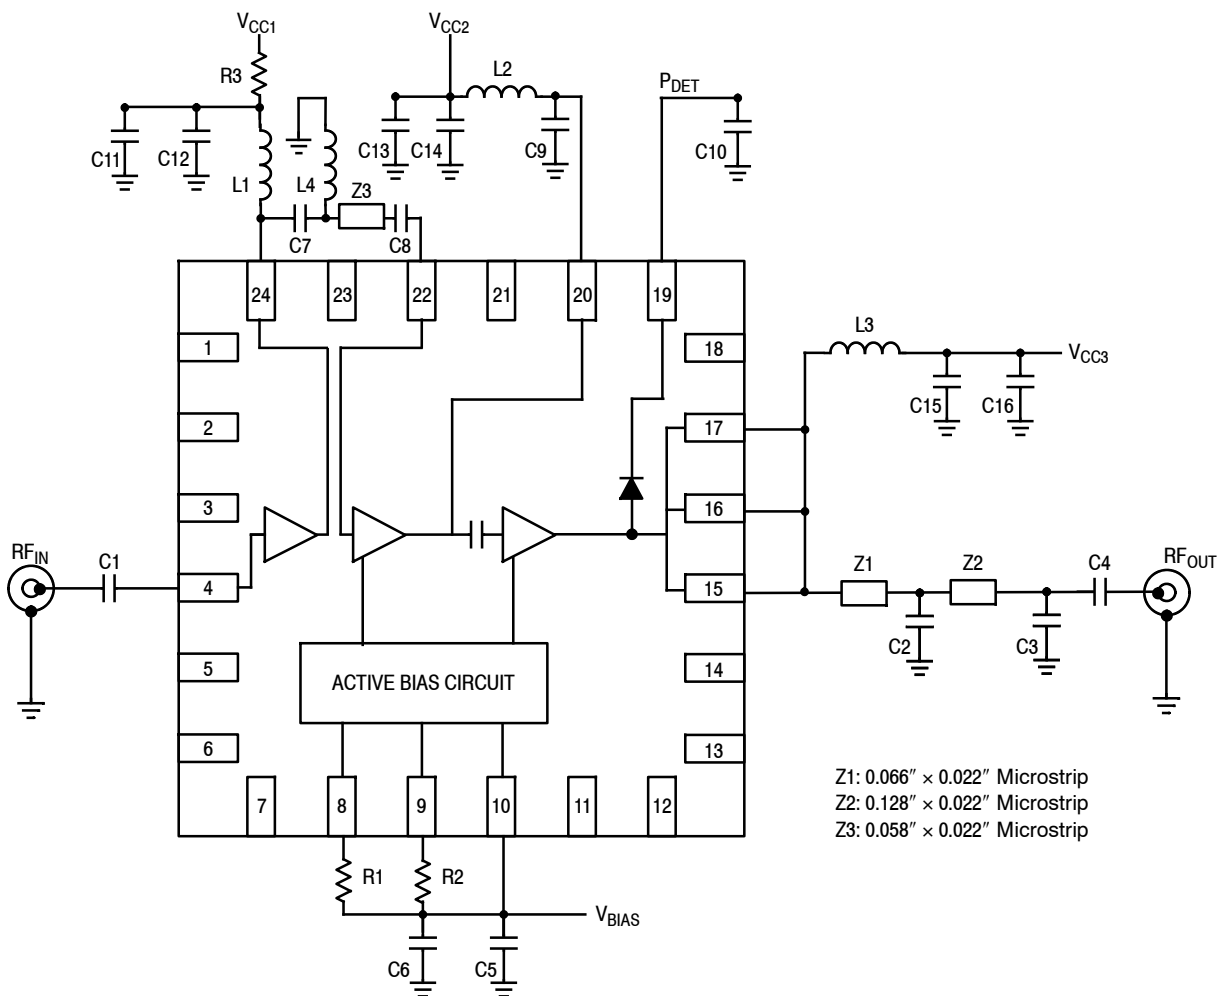 VCC1
VCC2
R3
L2
PDET
C11
C12
L1
L4
Z3
C13
C14
C9
C10
C7
C8
24
23
22
21
20
19
1
18
L3
VCC3
C15
C16
2
17
3
16
RFIN
C1
4
15
Z1
Z2
C4
RFOUT
C2
C3
5
14
ACTIVE BIAS CIRCUIT
6
13
7
8
9
10
11
12
Z1: 0.066″ × 0.022″ Microstrip
Z2: 0.128″ × 0.022″ Microstrip
Z3: 0.058″ × 0.022″ Microstrip
R1
R2
VBIAS
C6
C5